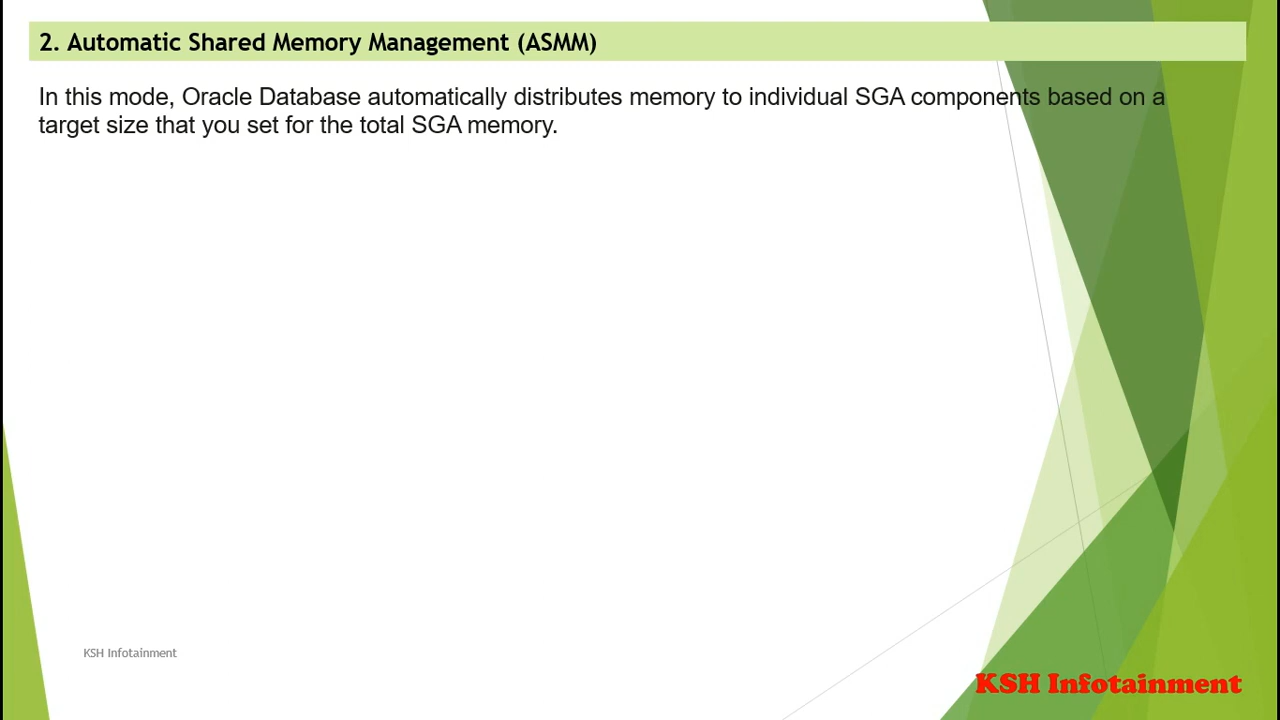 2. Automatic Shared Memory Management (ASMM)
In this mode, Oracle Database automatically distributes memory to individual SGA components based on a
target size that you set for the total SGA memory.
KSH Infotainment
KSH Infotainment